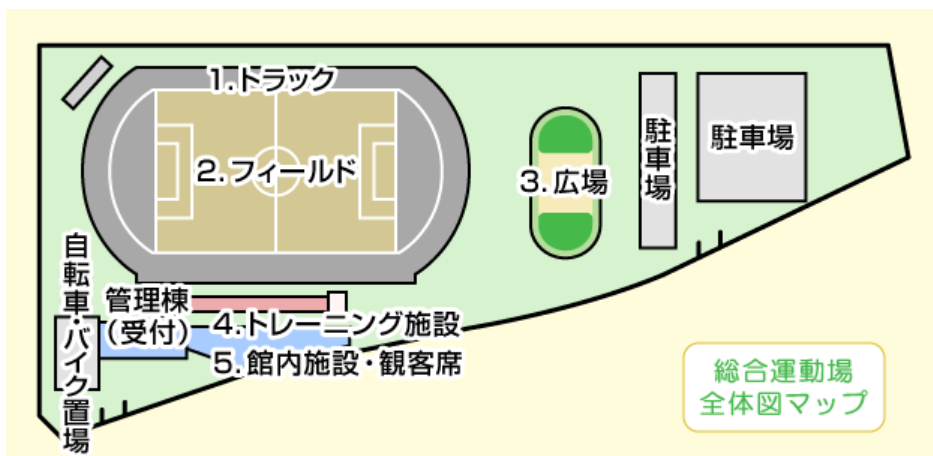 1.トラック
2.フィールド
3.広場
駐車場
駐車場
自転車・バイク置場
管理棟
(受付)
4.トレーニング施設
5.館内施設・観客席
総合運動場
全体図マップ